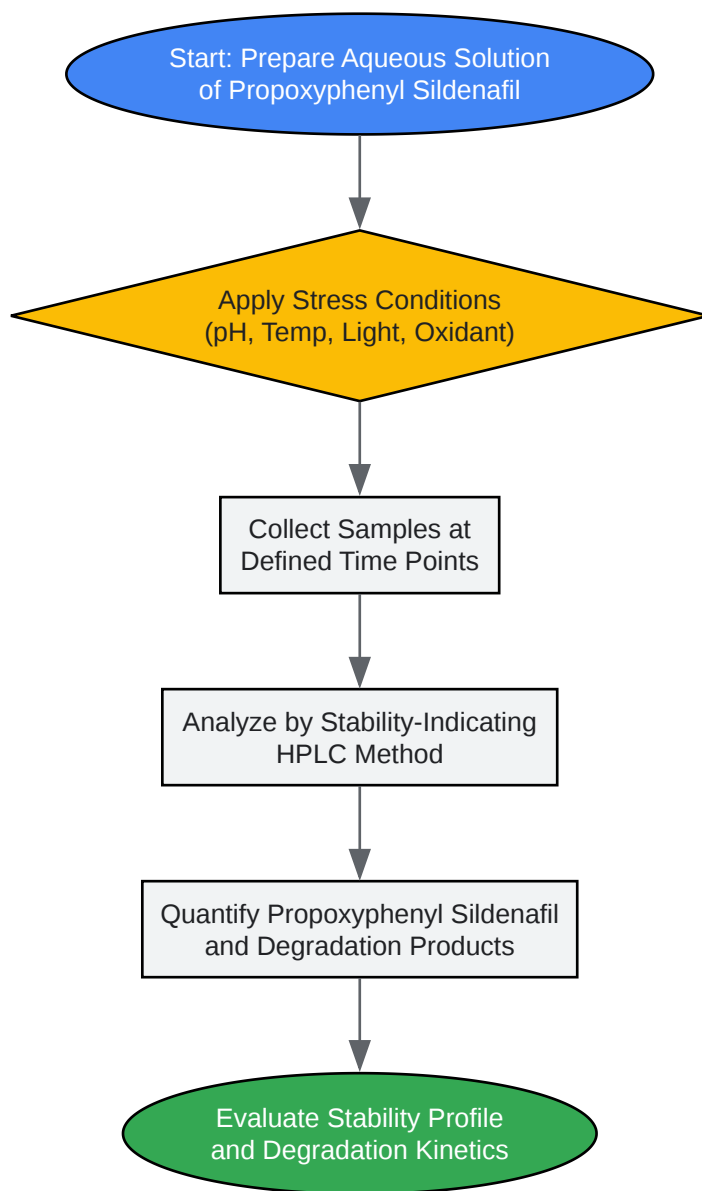 Start: Prepare Aqueous Solution
of Propoxyphenyl Sildenafil
Apply Stress Conditions
(pH, Temp, Light, Oxidant)
Collect Samples at
Defined Time Points
Analyze by Stability-Indicating
HPLC Method
Quantify Propoxyphenyl Sildenafil
and Degradation Products
Evaluate Stability Profile
and Degradation Kinetics